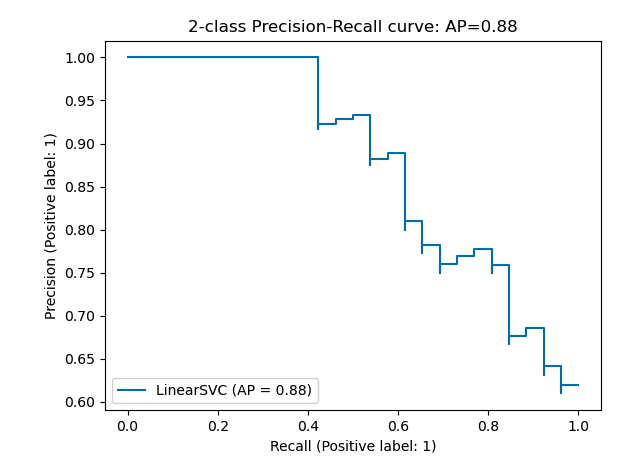 2-class Precision-Recall curve: AP=0.88
1.00
0.95
0.90
0.85
0.80
0.75
0.70
0.65
0.60
Precision (Positive label: 1)
LinearSVC (AP = 0.88)
0.0 0.2 0.4 0.6 0.8 1.0
Recall (Positive label: 1)